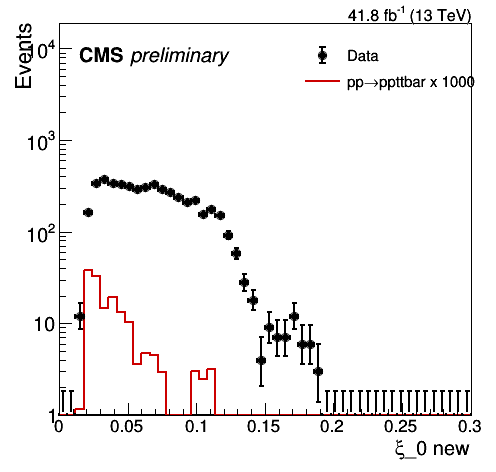 41.8 fb⁻¹ (13 TeV)
Events
CMS preliminary
Data
pp→ppttbar x 1000
10⁴
10³
10²
10
1
0 0.05 0.1 0.15 0.2 0.25 0.3
ξ_0 new